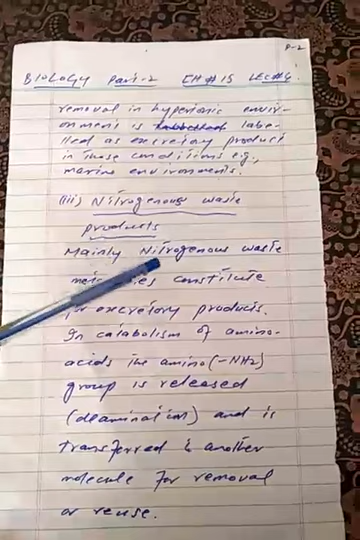 P-2
BIOLOGY Part-2 CH#15 LEC#6
removal in hypertonic envir-
onments is labe-
lled as excretory product
in those conditions e.g.,
marine environments.
(iii) Nitrogenous waste
products
Mainly Nitrogenous waste
constitute
excretory products.
In catabolism of amino-
acids the amino (-NH2)
group is released
(deamination) and is
transferred to another
molecule for removal
or reuse.